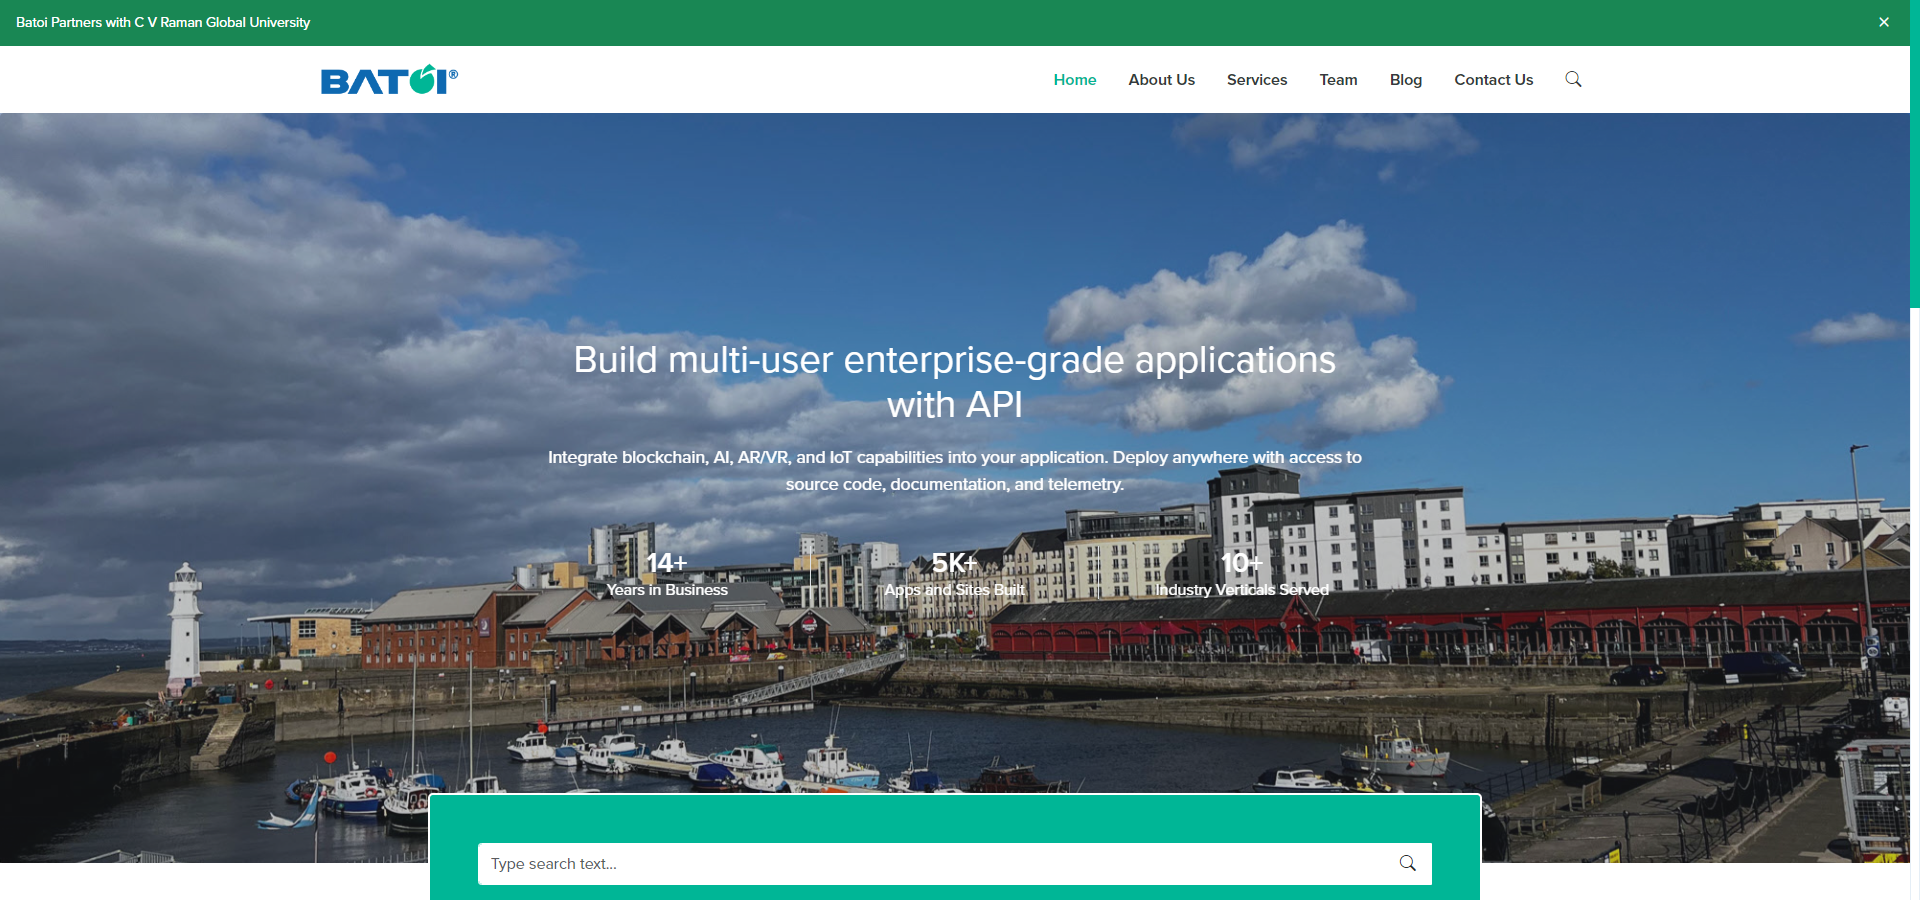 Batoi Partners with C V Raman Global University
×
BATOI®
Home About Us Services Team Blog Contact Us
Build multi-user enterprise-grade applications
with API
Integrate blockchain, AI, AR/VR, and IoT capabilities into your application. Deploy anywhere with access to
source code, documentation, and telemetry.
14+ 5K+ 10+
Years in Business Apps and Sites Built Industry Verticals Served
Type search text...